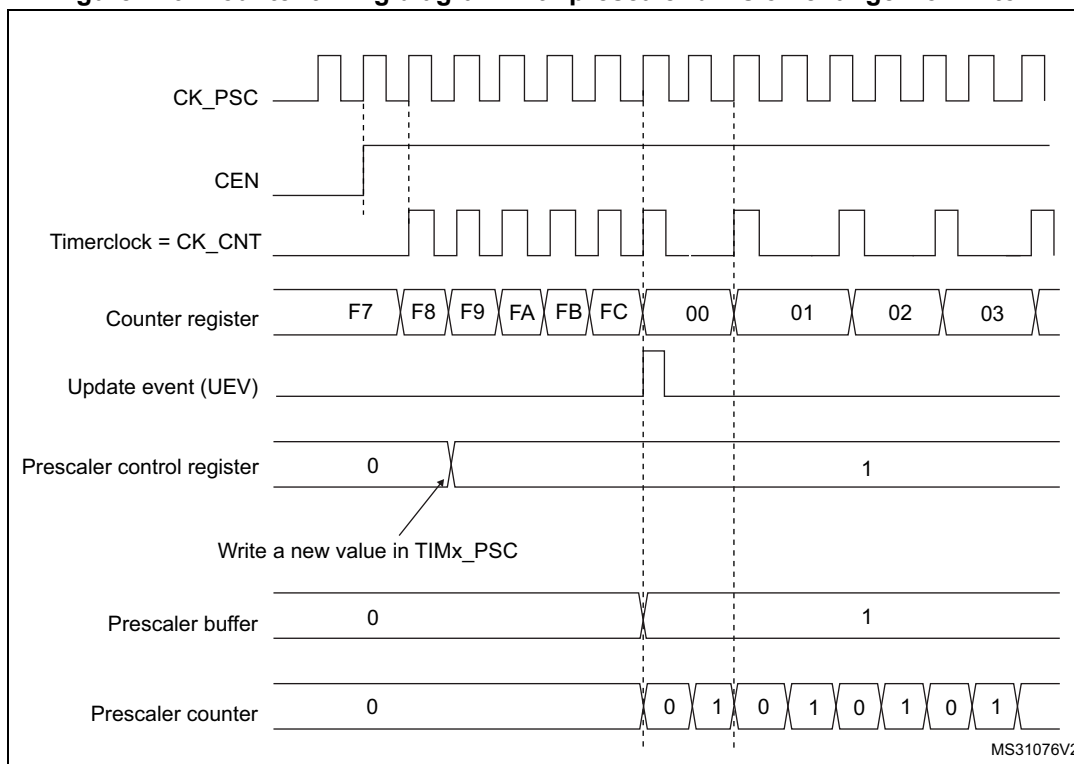 CK_PSC
CEN
Timerclock = CK_CNT
Counter register F7 F8 F9 FA FB FC 00 01 02 03
Update event (UEV)
Prescaler control register 0 1
Write a new value in TIMx_PSC
Prescaler buffer 0 1
Prescaler counter 0 0 1 0 1 0 1 0 1
MS31076V2